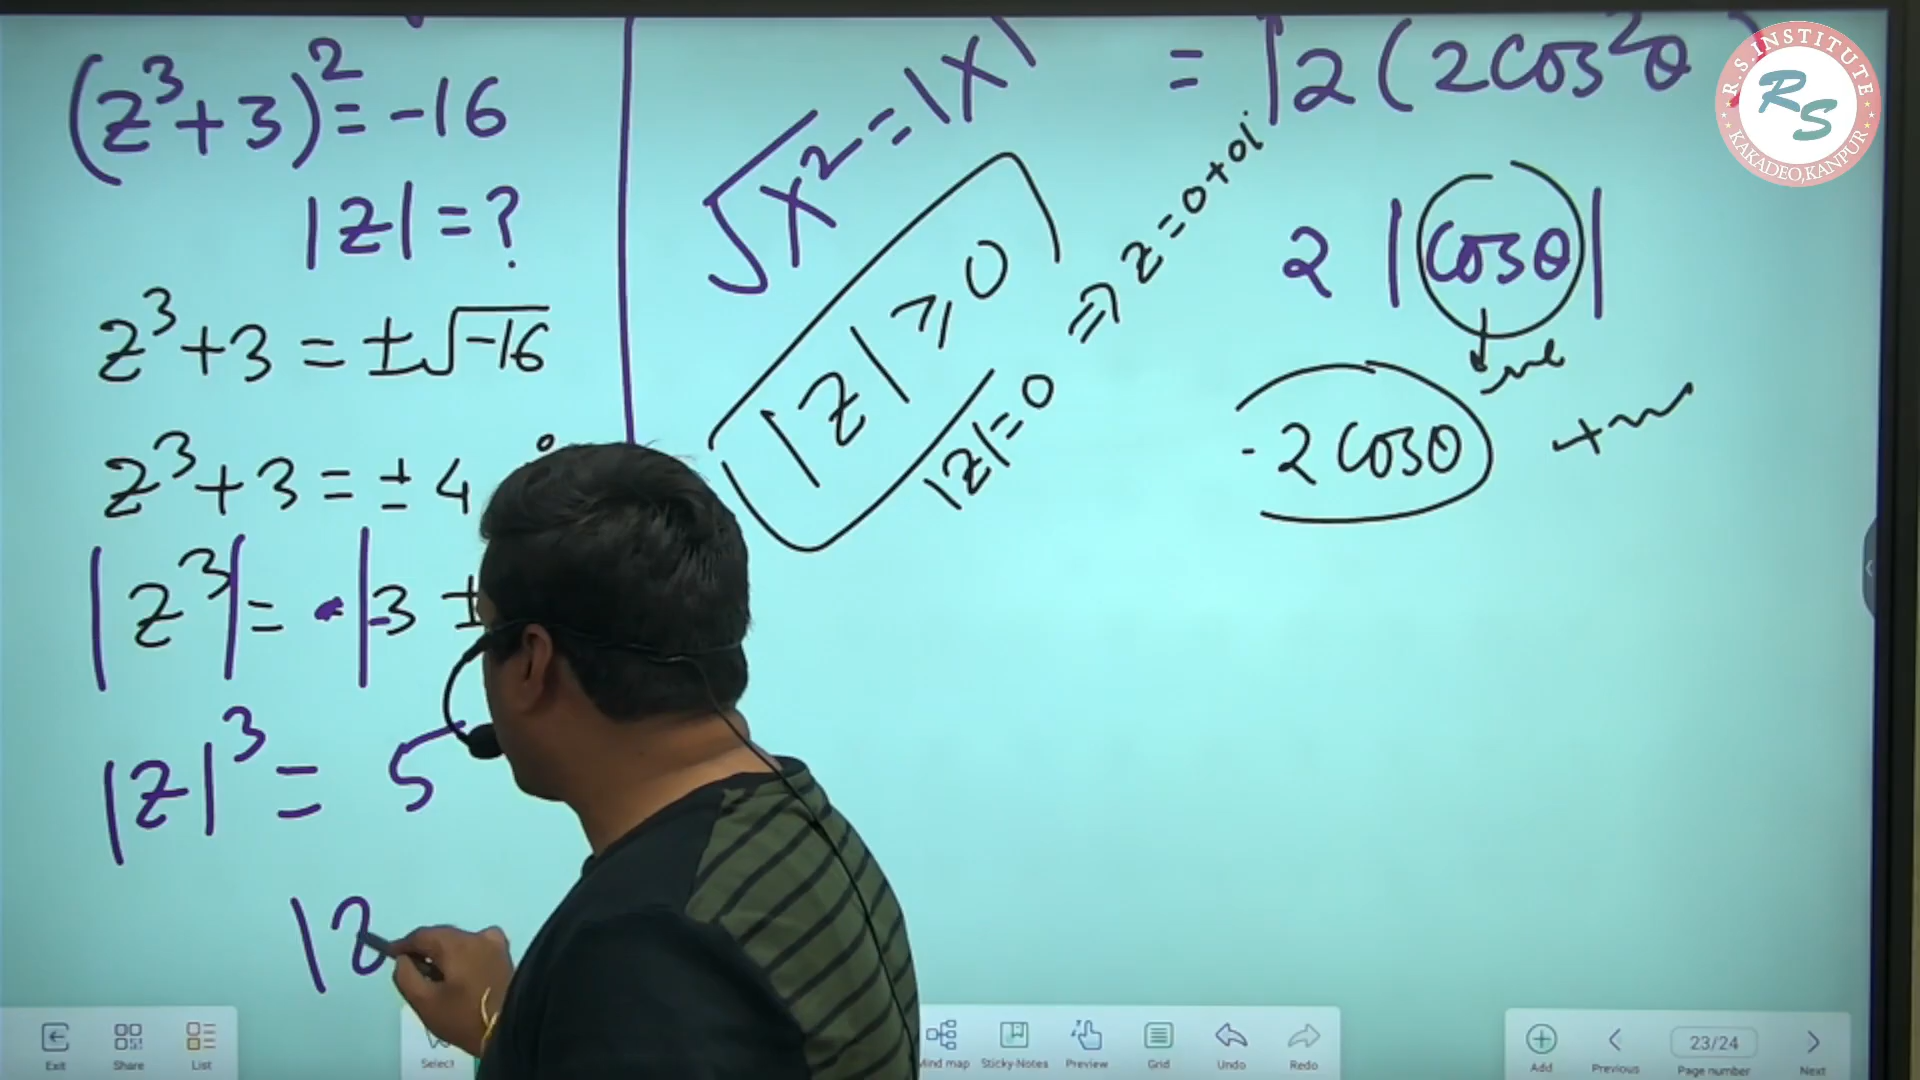 (z³+3)² = -16
|z| = ?
z³+3 = ±√-16
z³+3 = ± 4
|z³| = |-3 ±
|z|³ = 5
|z
√x² = |x|
|z| ≥ 0
|z| = 0 ⇒ z = 0+0i
= √2(2cos²θ
2 |cosθ|
-2cosθ
R.S. INSTITUTE
RS
KAKADEO, KANPUR
Exit
Share
List
Select
Mind map
Sticky-Notes
Preview
Grid
Undo
Redo
Add
Previous
23/24
Page number
Next